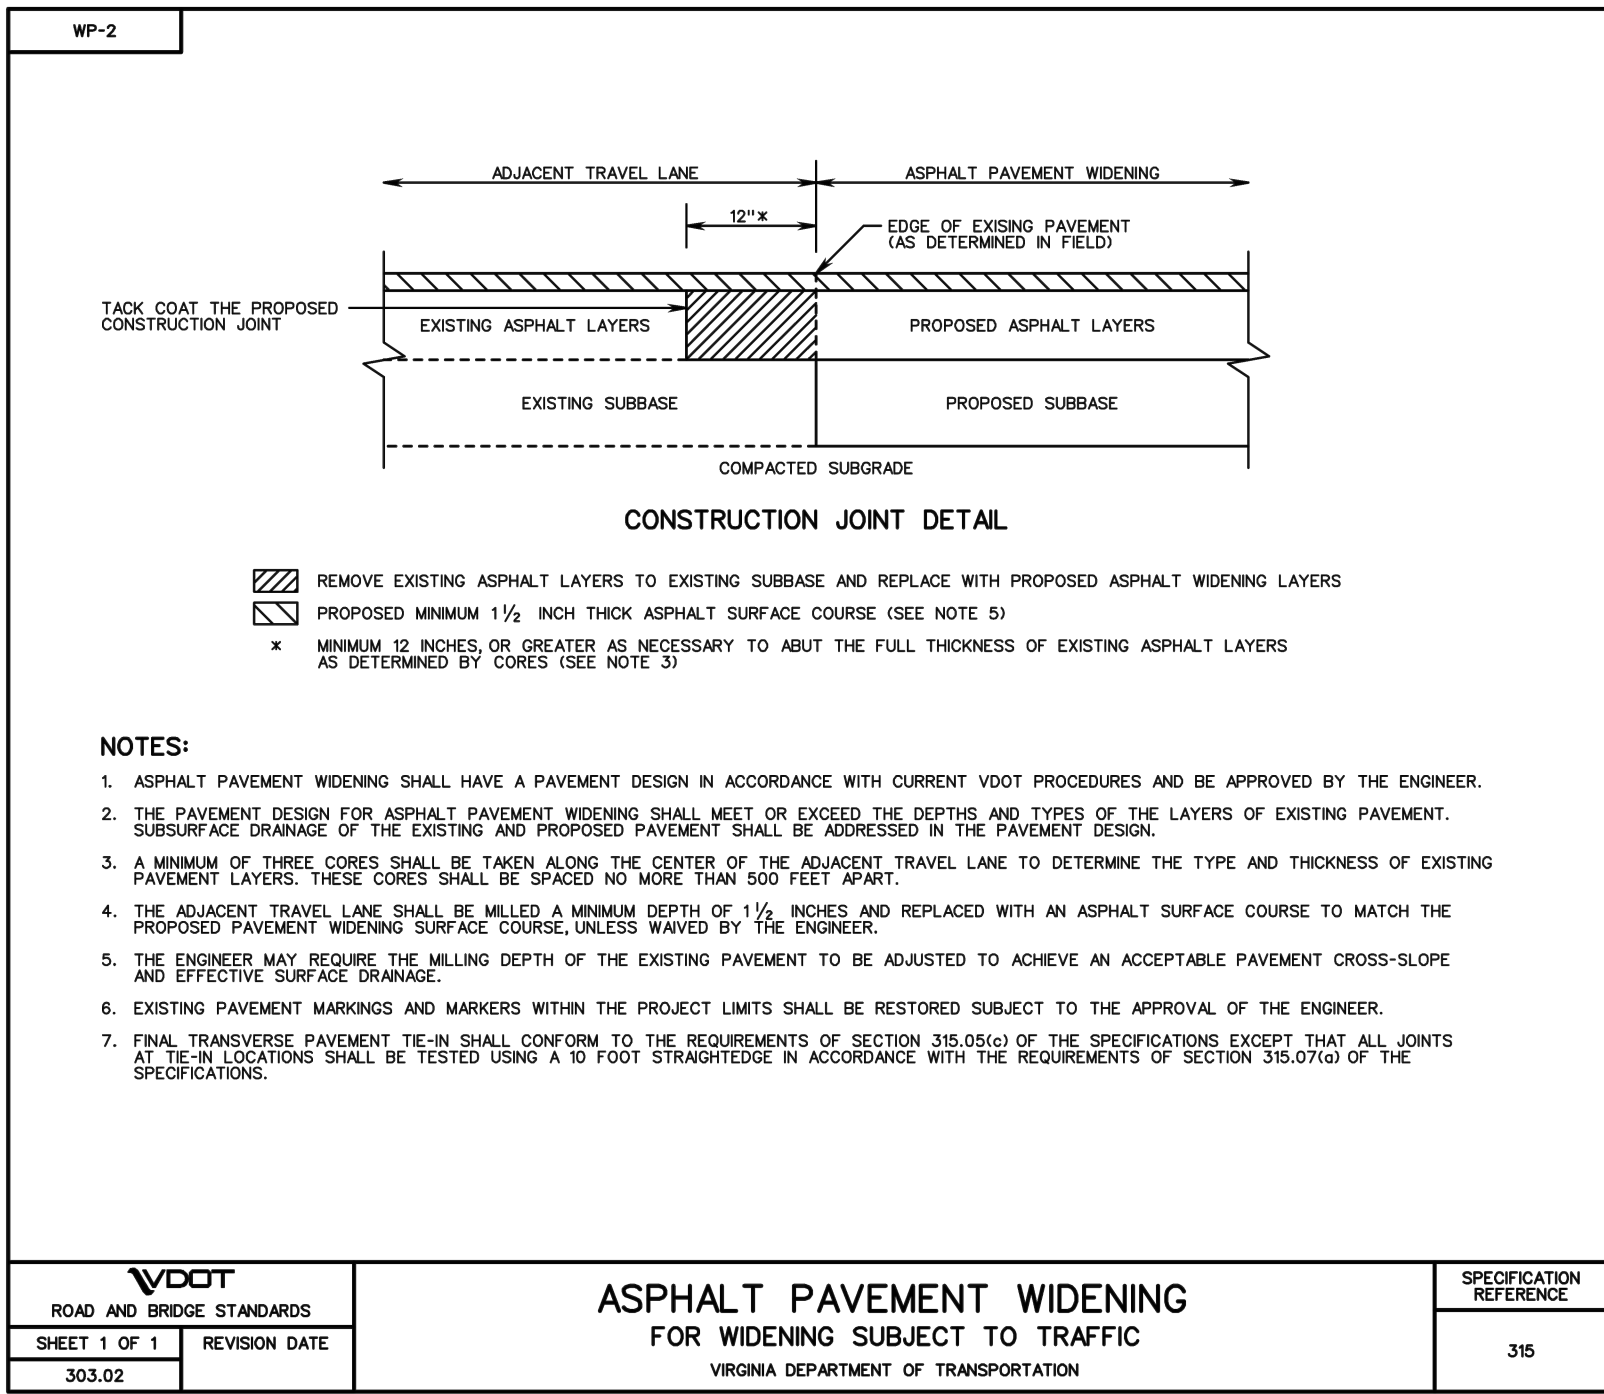 WP-2
ADJACENT TRAVEL LANE
ASPHALT PAVEMENT WIDENING
12"*
EDGE OF EXISING PAVEMENT
(AS DETERMINED IN FIELD)
TACK COAT THE PROPOSED
CONSTRUCTION JOINT
EXISTING ASPHALT LAYERS
PROPOSED ASPHALT LAYERS
EXISTING SUBBASE
PROPOSED SUBBASE
COMPACTED SUBGRADE
CONSTRUCTION JOINT DETAIL
REMOVE EXISTING ASPHALT LAYERS TO EXISTING SUBBASE AND REPLACE WITH PROPOSED ASPHALT WIDENING LAYERS
PROPOSED MINIMUM 1 1/2 INCH THICK ASPHALT SURFACE COURSE (SEE NOTE 5)
* MINIMUM 12 INCHES, OR GREATER AS NECESSARY TO ABUT THE FULL THICKNESS OF EXISTING ASPHALT LAYERS
AS DETERMINED BY CORES (SEE NOTE 3)
NOTES:
1. ASPHALT PAVEMENT WIDENING SHALL HAVE A PAVEMENT DESIGN IN ACCORDANCE WITH CURRENT VDOT PROCEDURES AND BE APPROVED BY THE ENGINEER.
2. THE PAVEMENT DESIGN FOR ASPHALT PAVEMENT WIDENING SHALL MEET OR EXCEED THE DEPTHS AND TYPES OF THE LAYERS OF EXISTING PAVEMENT.
SUBSURFACE DRAINAGE OF THE EXISTING AND PROPOSED PAVEMENT SHALL BE ADDRESSED IN THE PAVEMENT DESIGN.
3. A MINIMUM OF THREE CORES SHALL BE TAKEN ALONG THE CENTER OF THE ADJACENT TRAVEL LANE TO DETERMINE THE TYPE AND THICKNESS OF EXISTING
PAVEMENT LAYERS. THESE CORES SHALL BE SPACED NO MORE THAN 500 FEET APART.
4. THE ADJACENT TRAVEL LANE SHALL BE MILLED A MINIMUM DEPTH OF 1 1/2 INCHES AND REPLACED WITH AN ASPHALT SURFACE COURSE TO MATCH THE
PROPOSED PAVEMENT WIDENING SURFACE COURSE, UNLESS WAIVED BY THE ENGINEER.
5. THE ENGINEER MAY REQUIRE THE MILLING DEPTH OF THE EXISTING PAVEMENT TO BE ADJUSTED TO ACHIEVE AN ACCEPTABLE PAVEMENT CROSS-SLOPE
AND EFFECTIVE SURFACE DRAINAGE.
6. EXISTING PAVEMENT MARKINGS AND MARKERS WITHIN THE PROJECT LIMITS SHALL BE RESTORED SUBJECT TO THE APPROVAL OF THE ENGINEER.
7. FINAL TRANSVERSE PAVEMENT TIE-IN SHALL CONFORM TO THE REQUIREMENTS OF SECTION 315.05(c) OF THE SPECIFICATIONS EXCEPT THAT ALL JOINTS
AT TIE-IN LOCATIONS SHALL BE TESTED USING A 10 FOOT STRAIGHTEDGE IN ACCORDANCE WITH THE REQUIREMENTS OF SECTION 315.07(a) OF THE
SPECIFICATIONS.
VDOT
ROAD AND BRIDGE STANDARDS
SHEET 1 OF 1
REVISION DATE
303.02
ASPHALT PAVEMENT WIDENING
FOR WIDENING SUBJECT TO TRAFFIC
VIRGINIA DEPARTMENT OF TRANSPORTATION
SPECIFICATION
REFERENCE
315